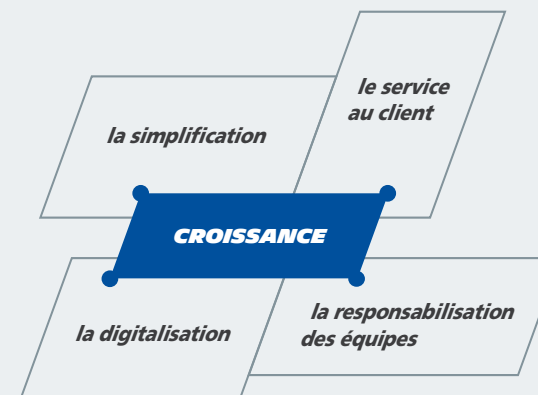 le service
au client
la simplification
CROISSANCE
la responsabilisation
des équipes
la digitalisation